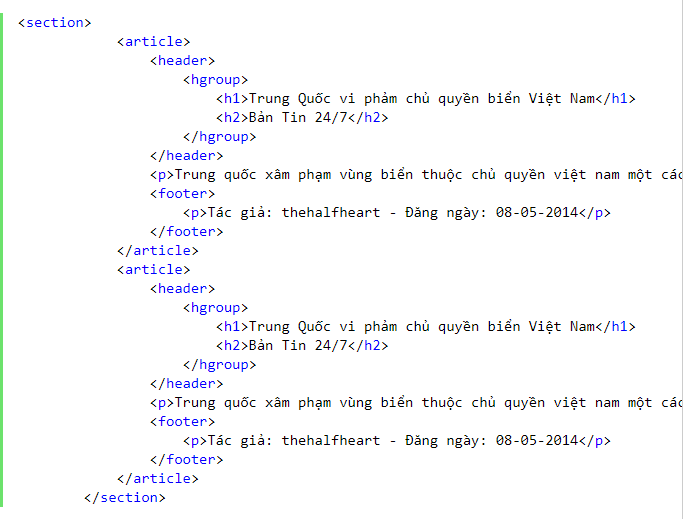 <section>
<article>
<header>
<hgroup>
<h1>Trung Quốc vi phảm chủ quyền biển Việt Nam</h1>
<h2>Bản Tin 24/7</h2>
</hgroup>
</header>
<p>Trung quốc xâm phạm vùng biển thuộc chủ quyền việt nam một
<footer>
<p>Tác giả: thehalfheart - Đăng ngày: 08-05-2014</p>
</footer>
</article>
<article>
<header>
<hgroup>
<h1>Trung Quốc vi phảm chủ quyền biển Việt Nam</h1>
<h2>Bản Tin 24/7</h2>
</hgroup>
</header>
<p>Trung quốc xâm phạm vùng biển thuộc chủ quyền việt nam một
<footer>
<p>Tác giả: thehalfheart - Đăng ngày: 08-05-2014</p>
</footer>
</article>
</section>